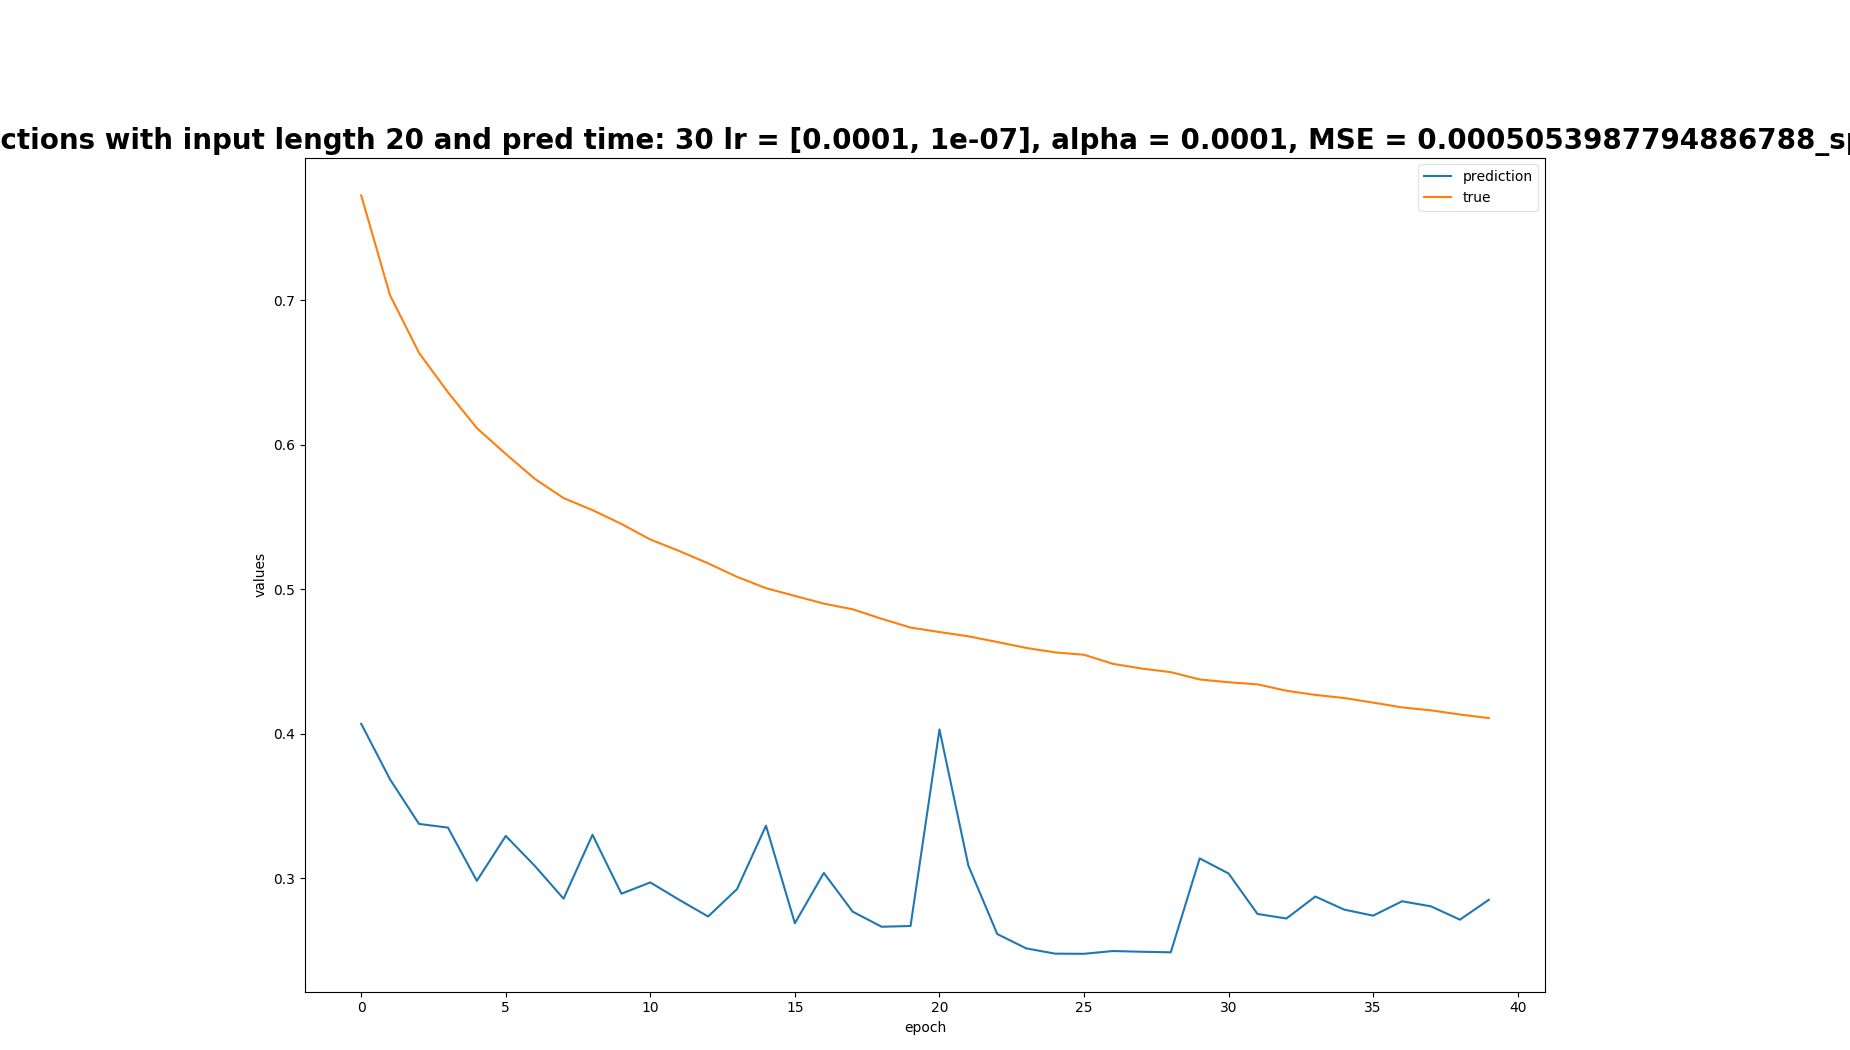 ctions with input length 20 and pred time: 30 lr = [0.0001, 1e-07], alpha = 0.0001, MSE = 0.0005053987794886788_sp
prediction
true
0.7
0.6
0.5
0.4
0.3
values
0 5 10 15 20 25 30 35 40
epoch